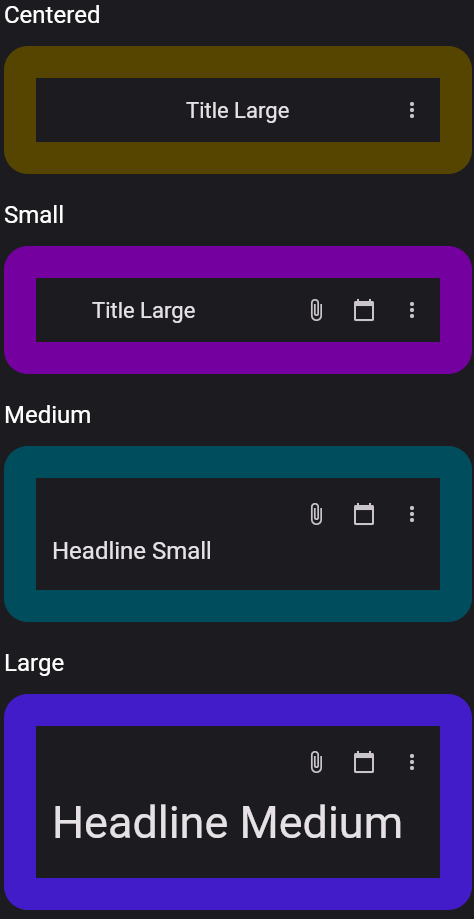 Centered
Title Large
Small
Title Large
Medium
Headline Small
Large
Headline Medium